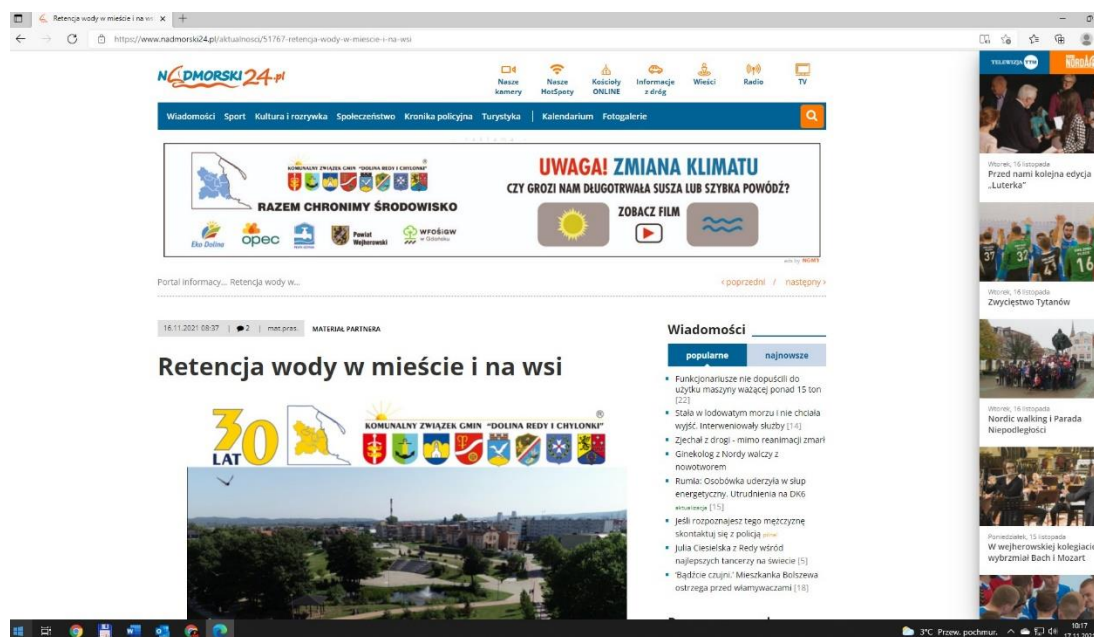 Retencja wody w mieście i na wsi
https://www.nadmorski24.pl/aktualnosci/51767-retencja-wody-w-miescie-i-na-wsi
NADMORSKI24.pl
Nasze kamery
Nasze HotSpoty
Kościoły ONLINE
Informacje z dróg
Wieści
Radio
TV
Wiadomości Sport Kultura i rozrywka Społeczeństwo Kronika policyjna Turystyka | Kalendarium Fotogalerie
KOMUNALNY ZWIĄZEK GMIN "DOLINA REDY I CHYLONKI"
RAZEM CHRONIMY ŚRODOWISKO
Eko Dolina
opec
Powiat Wejherowski
WFOŚiGW w Gdańsku
UWAGA! ZMIANA KLIMATU
CZY GROZI NAM DŁUGOTRWAŁA SUSZA LUB SZYBKA POWÓDŹ?
ZOBACZ FILM
Portal informacy... Retencja wody w...
‹ poprzedni / następny ›
16.11.2021 08:37 | 2 | mat.pras. MATERIAŁ PARTNERA
Retencja wody w mieście i na wsi
30 LAT
KOMUNALNY ZWIĄZEK GMIN "DOLINA REDY I CHYLONKI"
Wiadomości
popularne najnowsze
Funkcjonariusze nie dopuścili do
użytku maszyny ważącej ponad 15 ton
[22]
Stała w lodowatym morzu i nie chciała
wyjść. Interweniowały służby [14]
Zjechał z drogi - mimo reanimacji zmarł
Ginekolog z Nordy walczy z
nowotworem
Rumia: Osobówka uderzyła w słup
energetyczny. Utrudnienia na DK6
aktualizacja [15]
Jeśli rozpoznajesz tego mężczyznę
skontaktuj się z policją
Julia Ciesielska z Redy wśród
najlepszych tancerzy na świecie [5]
'Bądźcie czujni.' Mieszkanka Bolszewa
ostrzega przed włamywaczami [18]
TELEWIZJA TTM
Wtorek, 16 listopada
Przed nami kolejna edycja
„Luterka”
37 32 16
Wtorek, 16 listopada
Zwycięstwo Tytanów
Wtorek, 16 listopada
Nordic walking i Parada
Niepodległości
Poniedziałek, 15 listopada
W wejherowskiej kolegiacie
wybrzmiał Bach i Mozart
3°C Przew. pochmur.
10:17
17.11.2021